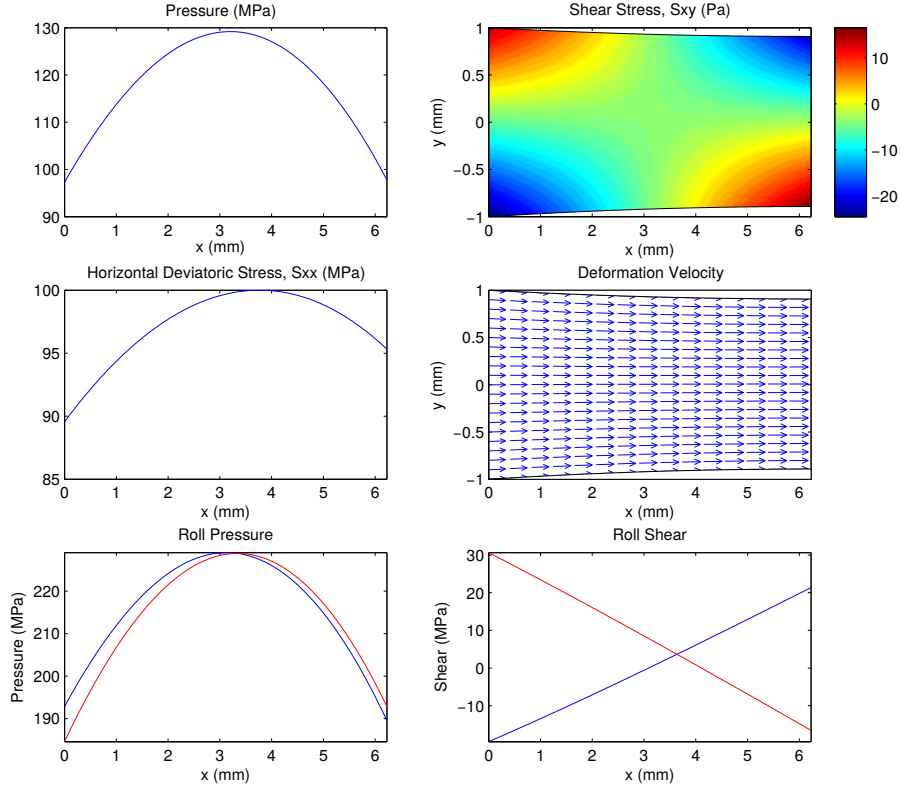 Pressure (MPa)
130
120
110
100
90
0 1 2 3 4 5 6
x (mm)
Shear Stress, Sxy (Pa)
1
0.5
0
−0.5
−1
y (mm)
0 1 2 3 4 5 6
x (mm)
10
0
−10
−20
Horizontal Deviatoric Stress, Sxx (MPa)
100
95
90
85
0 1 2 3 4 5 6
x (mm)
Deformation Velocity
1
0.5
0
−0.5
−1
y (mm)
0 1 2 3 4 5 6
x (mm)
Roll Pressure
220
210
200
190
Pressure (MPa)
0 1 2 3 4 5 6
x (mm)
Roll Shear
30
20
10
0
−10
Shear (MPa)
0 1 2 3 4 5 6
x (mm)